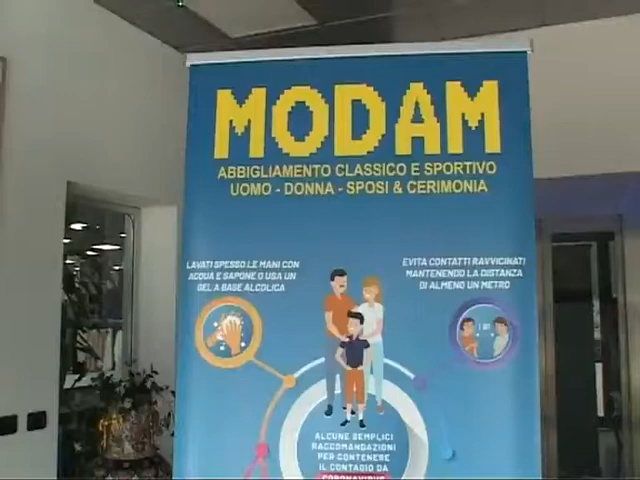 MODAM
ABBIGLIAMENTO CLASSICO E SPORTIVO
UOMO - DONNA - SPOSI & CERIMONIA
LAVATI SPESSO LE MANI CON
ACQUA E SAPONE O USA UN
GEL A BASE ALCOLICA
EVITA CONTATTI RAVVICINATI
MANTENENDO LA DISTANZA
DI ALMENO UN METRO
ALCUNE SEMPLICI
RACCOMANDAZIONI
PER CONTENERE
IL CONTAGIO DA
CORONAVIRUS